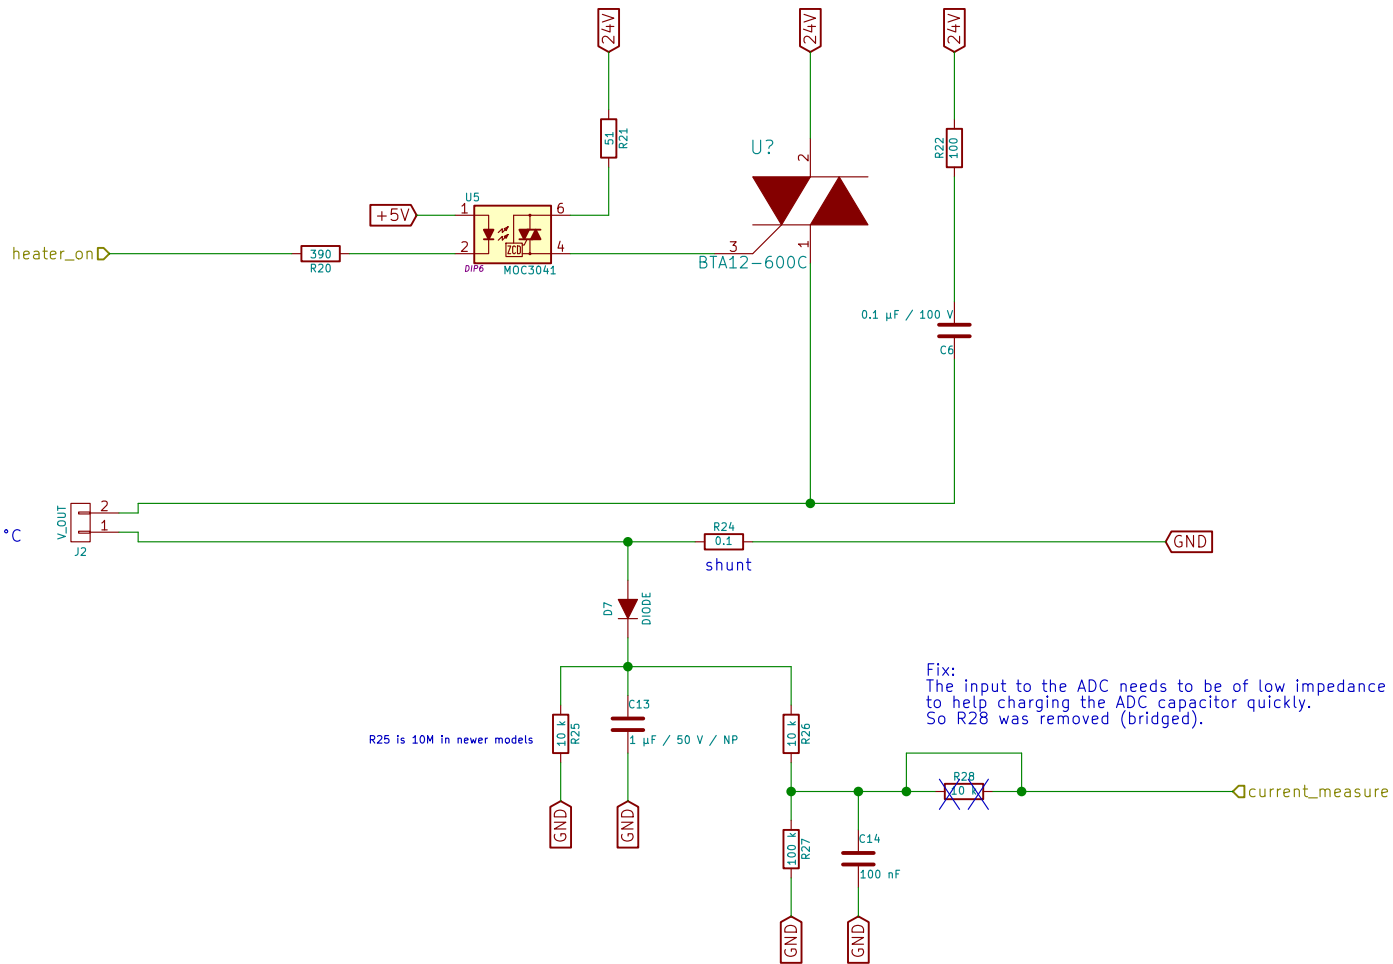 24V
24V
24V
51
R21
U?
2
R22
100
U5
+5V
1
6
heater_on
390
R20
2
ZCD
4
DIP6
MOC3041
3
1
BTA12-600C
0.1 µF / 100 V
C6
V_OUT
2
1
J2
°C
R24
0.1
shunt
GND
D7
DIODE
Fix:
The input to the ADC needs to be of low impedance
to help charging the ADC capacitor quickly.
So R28 was removed (bridged).
R25 is 10M in newer models
10 k
R25
C13
1 µF / 50 V / NP
10 k
R26
R28
10 k
current_measure
GND
GND
100 k
R27
C14
100 nF
GND
GND